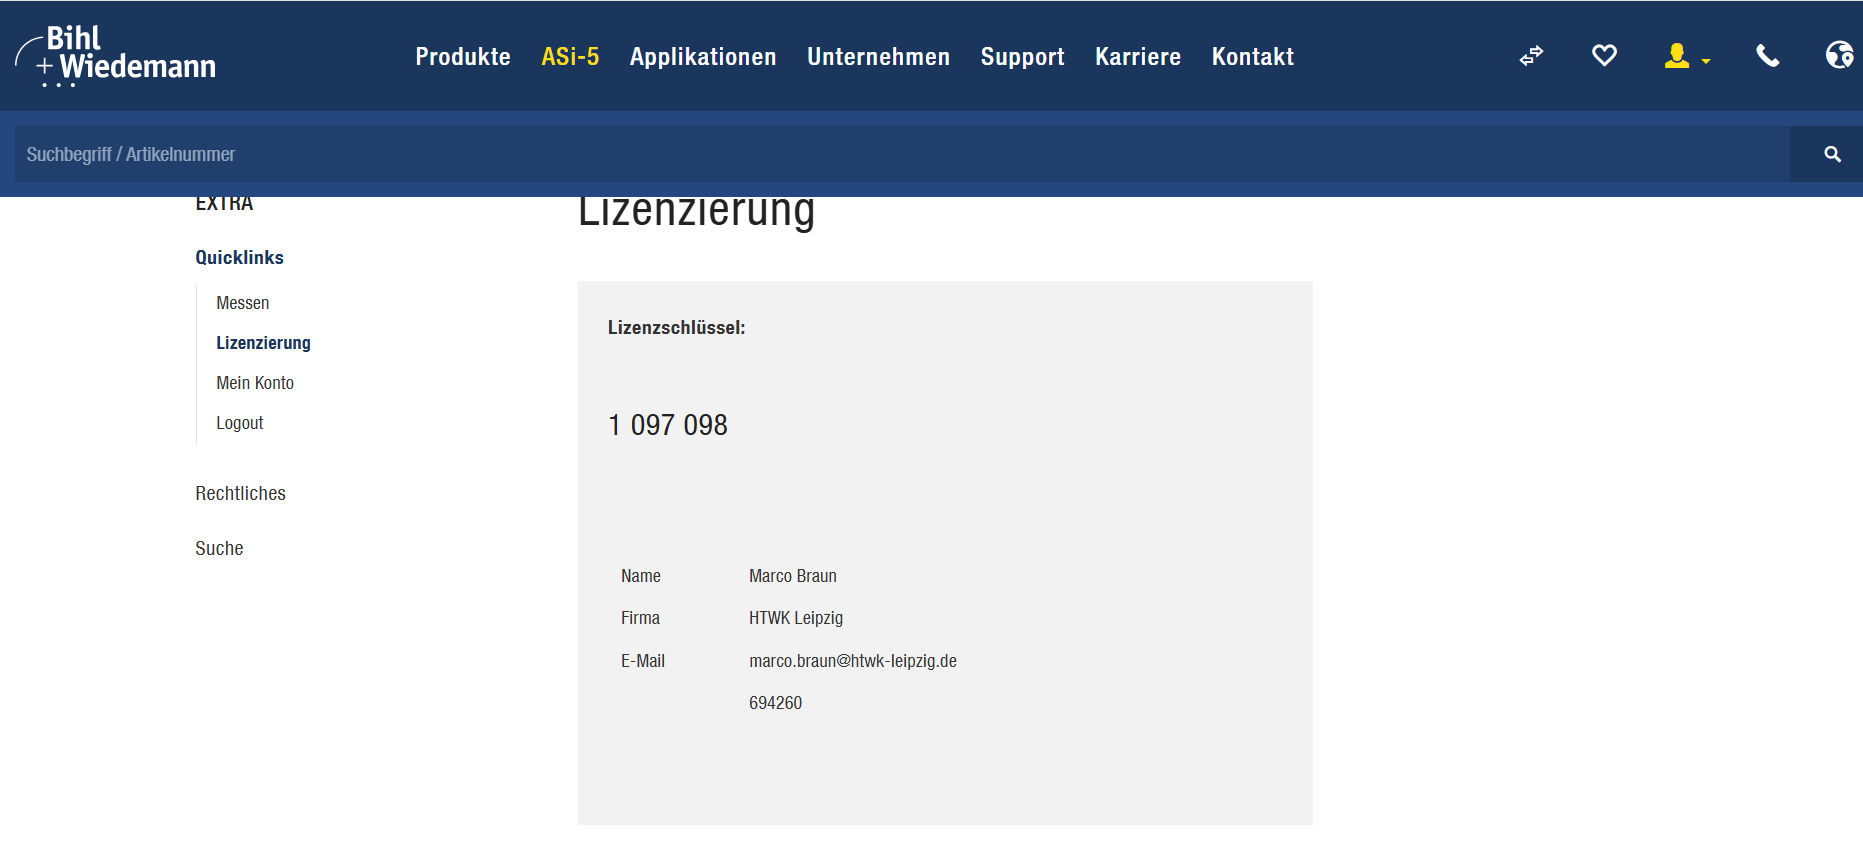 Bihl
+Wiedemann
Produkte ASi-5 Applikationen Unternehmen Support Karriere Kontakt
Suchbegriff / Artikelnummer
EXTRA
Quicklinks
Messen
Lizenzierung
Mein Konto
Logout
Rechtliches
Suche
Lizenzierung
Lizenzschlüssel:
1 097 098
Name Marco Braun
Firma HTWK Leipzig
E-Mail marco.braun@htwk-leipzig.de
694260